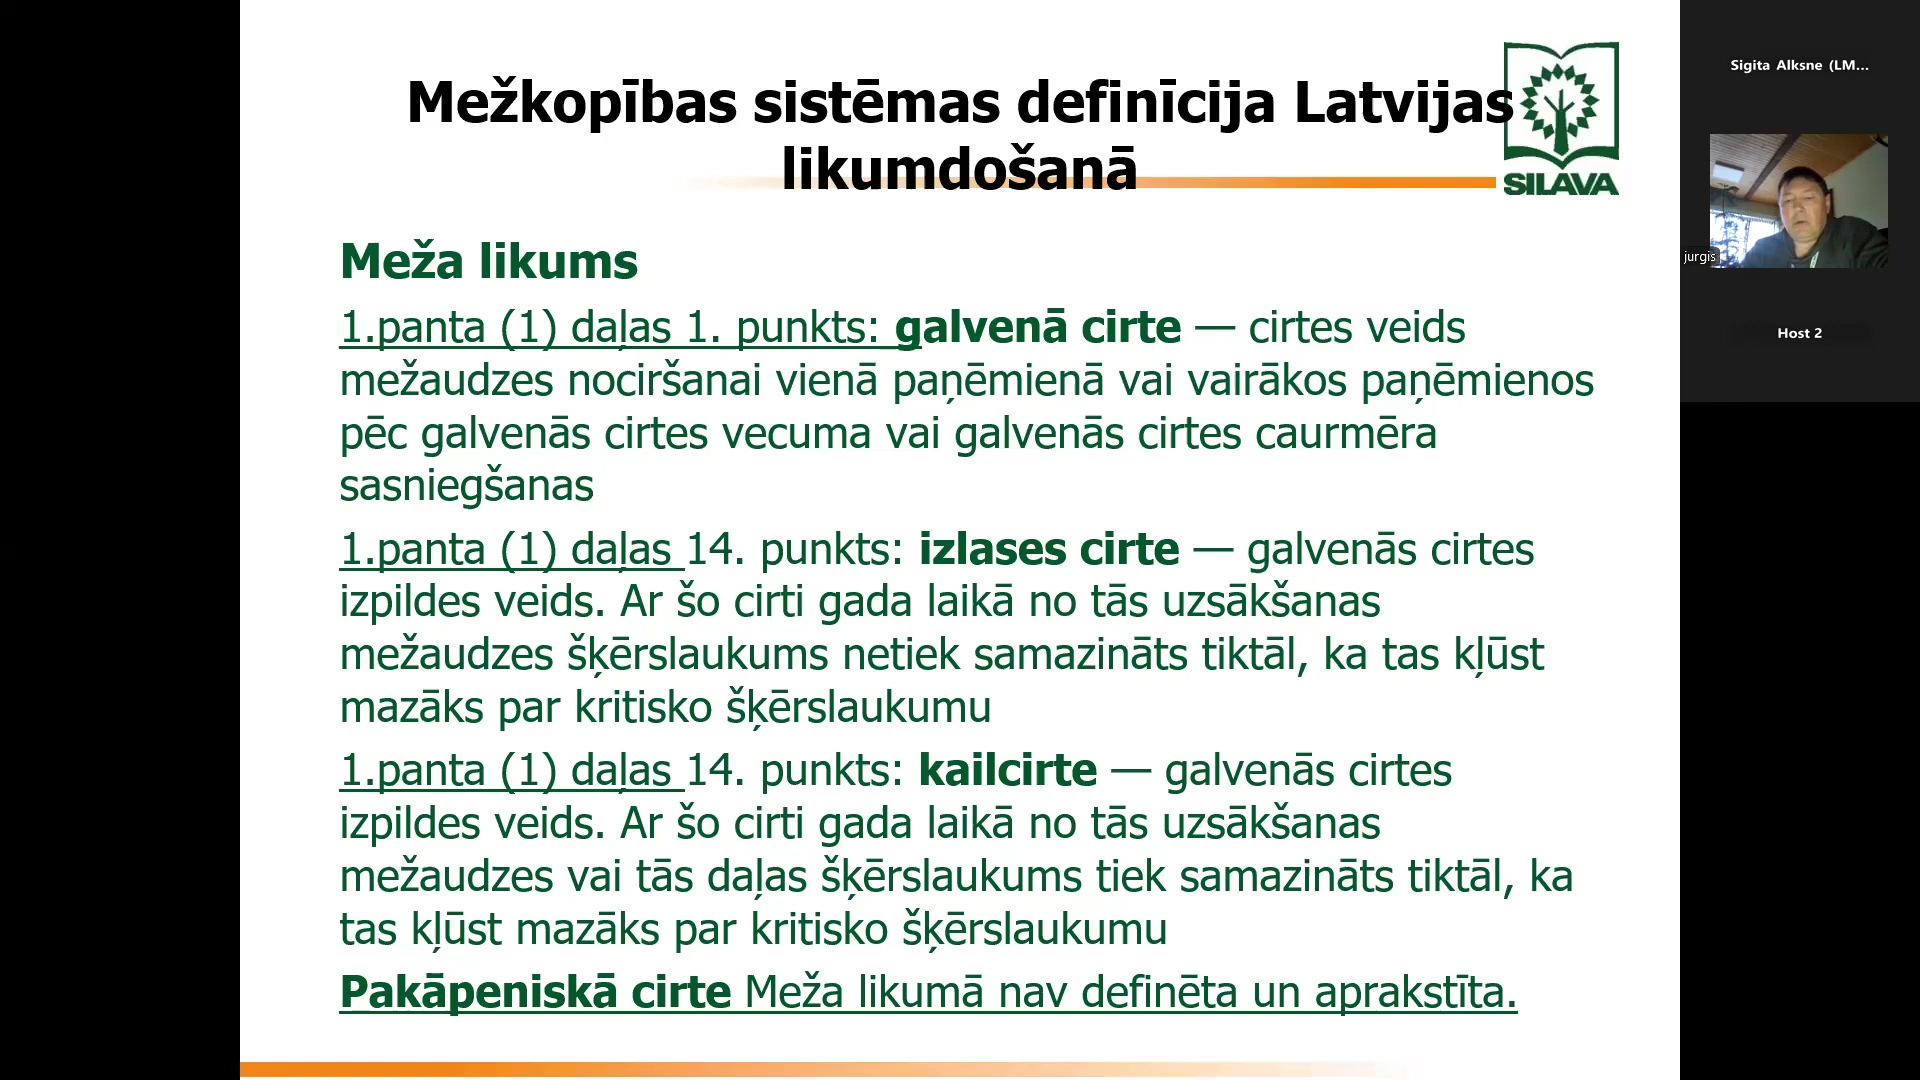 Mežkopības sistēmas definīcija Latvijas
likumdošanā
SILAVA
Meža likums
1.panta (1) daļas 1. punkts: galvenā cirte — cirtes veids
mežaudzes nociršanai vienā paņēmienā vai vairākos paņēmienos
pēc galvenās cirtes vecuma vai galvenās cirtes caurmēra
sasniegšanas
1.panta (1) daļas 14. punkts: izlases cirte — galvenās cirtes
izpildes veids. Ar šo cirti gada laikā no tās uzsākšanas
mežaudzes šķērslaukums netiek samazināts tiktāl, ka tas kļūst
mazāks par kritisko šķērslaukumu
1.panta (1) daļas 14. punkts: kailcirte — galvenās cirtes
izpildes veids. Ar šo cirti gada laikā no tās uzsākšanas
mežaudzes vai tās daļas šķērslaukums tiek samazināts tiktāl, ka
tas kļūst mazāks par kritisko šķērslaukumu
Pakāpeniskā cirte Meža likumā nav definēta un aprakstīta.
Sigita Alksne (LM...
jurgis
Host 2